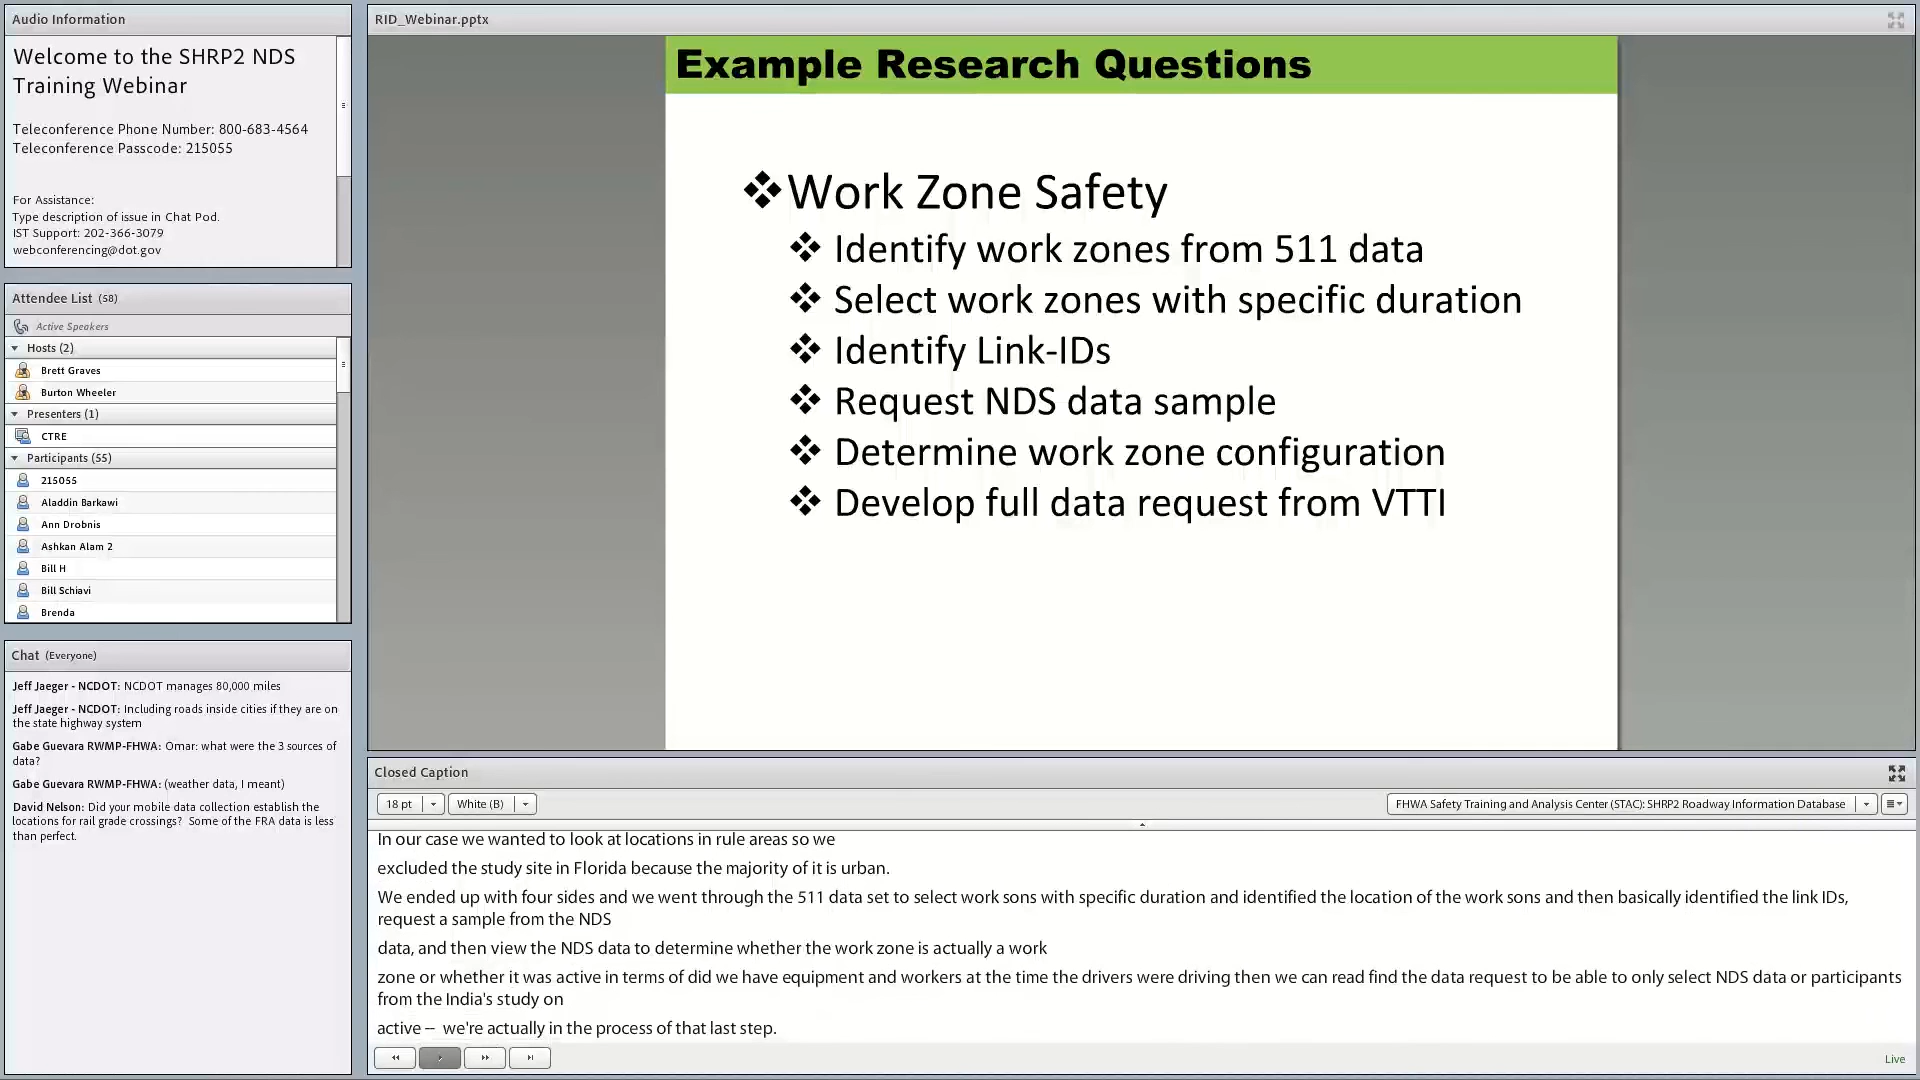 Audio Information
Welcome to the SHRP2 NDS
Training Webinar
Teleconference Phone Number: 800-683-4564
Teleconference Passcode: 215055
For Assistance:
Type description of issue in Chat Pod.
IST Support: 202-366-3079
webconferencing@dot.gov
Attendee List (58)
Active Speakers
Hosts (2)
Brett Graves
Burton Wheeler
Presenters (1)
CTRE
Participants (55)
215055
Aladdin Barkawi
Ann Drobnis
Ashkan Alam 2
Bill H
Bill Schiavi
Brenda
Chat (Everyone)
Jeff Jaeger - NCDOT: NCDOT manages 80,000 miles
Jeff Jaeger - NCDOT: Including roads inside cities if they are on
the state highway system
Gabe Guevara RWMP-FHWA: Omar: what were the 3 sources of
data?
Gabe Guevara RWMP-FHWA: (weather data, I meant)
David Nelson: Did your mobile data collection establish the
locations for rail grade crossings? Some of the FRA data is less
than perfect.
RID_Webinar.pptx
Example Research Questions
❖Work Zone Safety
❖ Identify work zones from 511 data
❖ Select work zones with specific duration
❖ Identify Link-IDs
❖ Request NDS data sample
❖ Determine work zone configuration
❖ Develop full data request from VTTI
Closed Caption
18 pt
White (B)
FHWA Safety Training and Analysis Center (STAC): SHRP2 Roadway Information Database
In our case we wanted to look at locations in rule areas so we
excluded the study site in Florida because the majority of it is urban.
We ended up with four sides and we went through the 511 data set to select work sons with specific duration and identified the location of the work sons and then basically identified the link IDs,
request a sample from the NDS
data, and then view the NDS data to determine whether the work zone is actually a work
zone or whether it was active in terms of did we have equipment and workers at the time the drivers were driving then we can read find the data request to be able to only select NDS data or participants
from the India's study on
active -- we're actually in the process of that last step.
Live